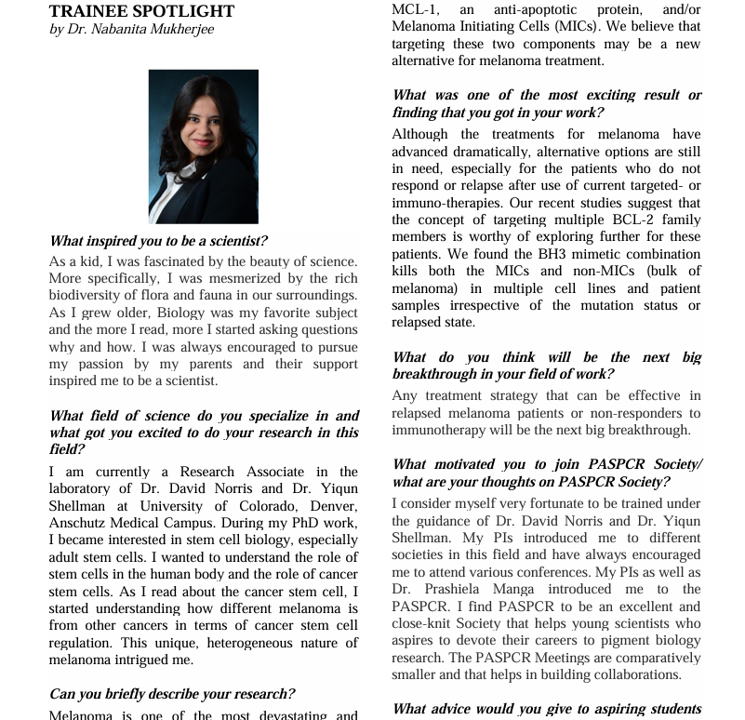 TRAINEE SPOTLIGHT
by Dr. Nabanita Mukherjee
What inspired you to be a scientist?
As a kid, I was fascinated by the beauty of science.
More specifically, I was mesmerized by the rich
biodiversity of flora and fauna in our surroundings.
As I grew older, Biology was my favorite subject
and the more I read, more I started asking questions
why and how. I was always encouraged to pursue
my passion by my parents and their support
inspired me to be a scientist.
What field of science do you specialize in and
what got you excited to do your research in this
field?
I am currently a Research Associate in the
laboratory of Dr. David Norris and Dr. Yiqun
Shellman at University of Colorado, Denver,
Anschutz Medical Campus. During my PhD work,
I became interested in stem cell biology, especially
adult stem cells. I wanted to understand the role of
stem cells in the human body and the role of cancer
stem cells. As I read about the cancer stem cell, I
started understanding how different melanoma is
from other cancers in terms of cancer stem cell
regulation. This unique, heterogeneous nature of
melanoma intrigued me.
Can you briefly describe your research?
Melanoma is one of the most devastating and
MCL-1, an anti-apoptotic protein, and/or
Melanoma Initiating Cells (MICs). We believe that
targeting these two components may be a new
alternative for melanoma treatment.
What was one of the most exciting result or
finding that you got in your work?
Although the treatments for melanoma have
advanced dramatically, alternative options are still
in need, especially for the patients who do not
respond or relapse after use of current targeted- or
immuno-therapies. Our recent studies suggest that
the concept of targeting multiple BCL-2 family
members is worthy of exploring further for these
patients. We found the BH3 mimetic combination
kills both the MICs and non-MICs (bulk of
melanoma) in multiple cell lines and patient
samples irrespective of the mutation status or
relapsed state.
What do you think will be the next big
breakthrough in your field of work?
Any treatment strategy that can be effective in
relapsed melanoma patients or non-responders to
immunotherapy will be the next big breakthrough.
What motivated you to join PASPCR Society/
what are your thoughts on PASPCR Society?
I consider myself very fortunate to be trained under
the guidance of Dr. David Norris and Dr. Yiqun
Shellman. My PIs introduced me to different
societies in this field and have always encouraged
me to attend various conferences. My PIs as well as
Dr. Prashiela Manga introduced me to the
PASPCR. I find PASPCR to be an excellent and
close-knit Society that helps young scientists who
aspires to devote their careers to pigment biology
research. The PASPCR Meetings are comparatively
smaller and that helps in building collaborations.
What advice would you give to aspiring students